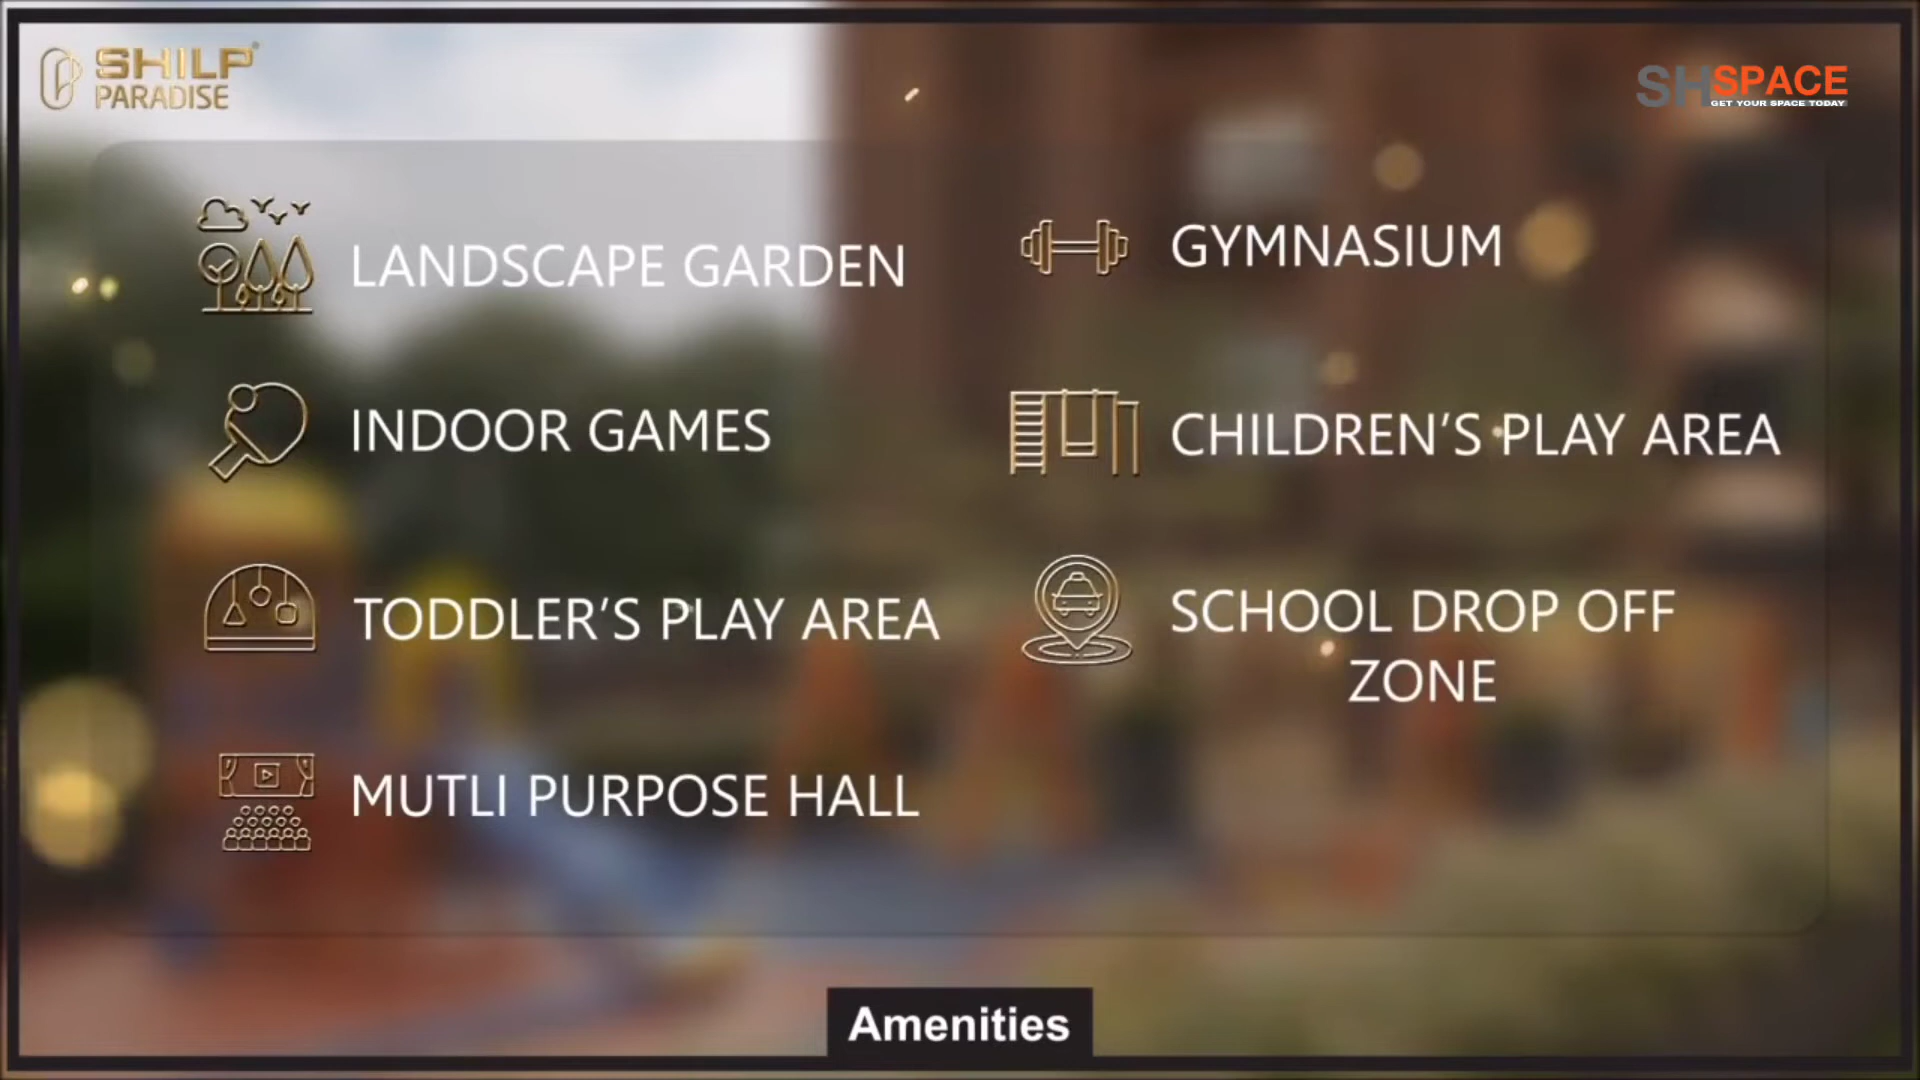 SHILP
PARADISE
SHSPACE
GET YOUR SPACE TODAY
LANDSCAPE GARDEN
GYMNASIUM
INDOOR GAMES
CHILDREN’S PLAY AREA
TODDLER’S PLAY AREA
SCHOOL DROP OFF
ZONE
MUTLI PURPOSE HALL
Amenities